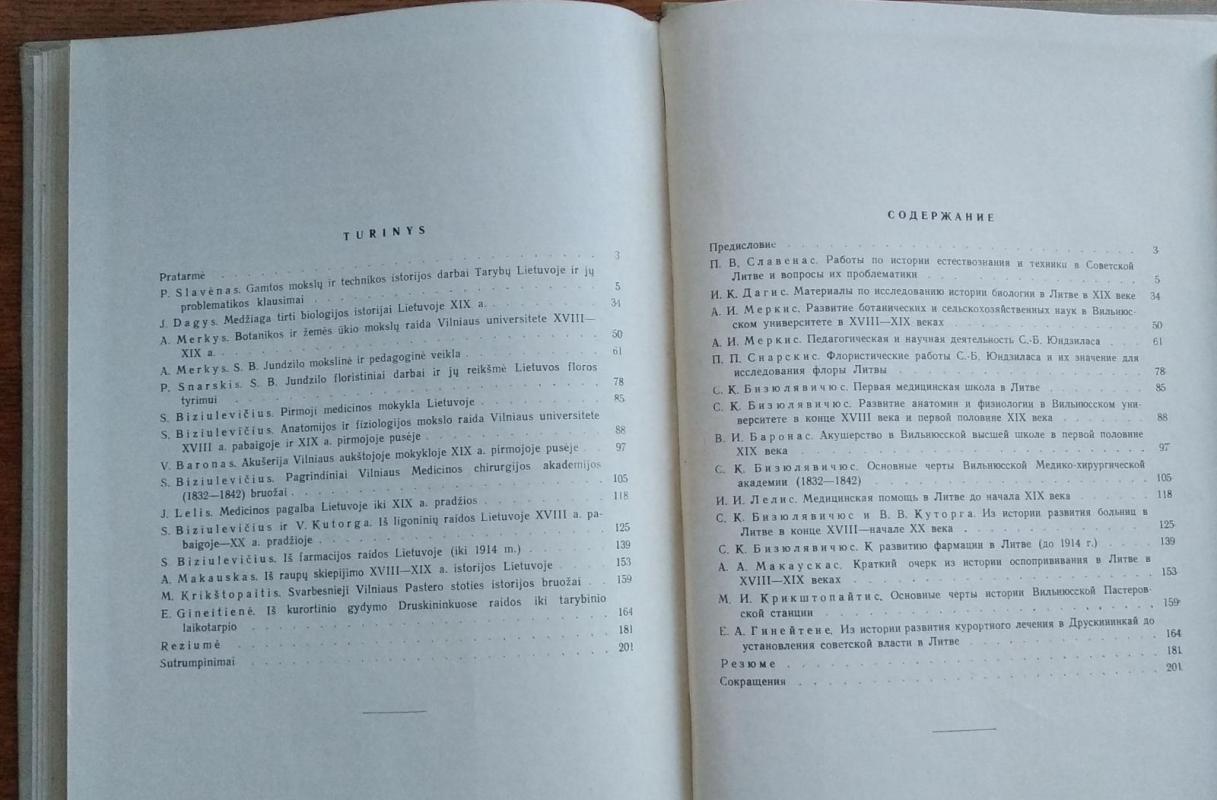 TURINYS
Pratarmė 3
P. Slavėnas. Gamtos mokslų ir technikos istorijos darbai Tarybų Lietuvoje ir jų
problematikos klausimai 5
J. Dagys. Medžiaga tirti biologijos istorijai Lietuvoje XIX a. 34
A. Merkys. Botanikos ir žemės ūkio mokslų raida Vilniaus universitete XVIII—
XIX a. 50
A. Merkys. S. B. Jundzilo mokslinė ir pedagoginė veikla 61
P. Snarskis. S. B. Jundzilo floristiniai darbai ir jų reikšmė Lietuvos floros
tyrimui 78
S. Biziulevičius. Pirmoji medicinos mokykla Lietuvoje 85
S. Biziulevičius. Anatomijos ir fiziologijos mokslo raida Vilniaus universitete
XVIII a. pabaigoje ir XIX a. pirmojoje pusėje 88
V. Baronas. Akušerija Vilniaus aukštojoje mokykloje XIX a. pirmojoje pusėje 97
S. Biziulevičius. Pagrindiniai Vilniaus Medicinos chirurgijos akademijos
(1832—1842) bruožai 105
J. Lelis. Medicinos pagalba Lietuvoje iki XIX a. pradžios 118
S. Biziulevičius ir V. Kutorga. Iš ligoninių raidos Lietuvoje XVIII a. pa-
baigoje—XX a. pradžioje 125
S. Biziulevičius. Iš farmacijos raidos Lietuvoje (iki 1914 m.) 139
A. Makauskas. Iš raupų skiepijimo XVIII—XIX a. istorijos Lietuvoje 153
M. Krikštopaitis. Svarbesnieji Vilniaus Pastero stoties istorijos bruožai 159
E. Gineitienė. Iš kurortinio gydymo Druskininkuose raidos iki tarybinio
laikotarpio 164
Reziumė 181
Sutrumpinimai 201
СОДЕРЖАНИЕ
Предисловие 3
П. В. Славенас. Работы по истории естествознания и техники в Советской
Литве и вопросы их проблематики 5
И. К. Дагис. Материалы по исследованию истории биологии в Литве в XIX веке 34
А. И. Меркис. Развитие ботанических и сельскохозяйственных наук в Вильнюс-
ском университете в XVIII—XIX веках 50
А. И. Меркис. Педагогическая и научная деятельность С.-Б. Юндзиласа 61
П. П. Снарскис. Флористические работы С.-Б. Юндзиласа и их значение для
исследования флоры Литвы 78
С. К. Бизюлявичюс. Первая медицинская школа в Литве 85
С. К. Бизюлявичюс. Развитие анатомии и физиологии в Вильнюсском уни-
верситете в конце XVIII века и первой половине XIX века 88
В. И. Баронас. Акушерство в Вильнюсской высшей школе в первой половине
XIX века 97
С. К. Бизюлявичюс. Основные черты Вильнюсской Медико-хирургической
академии (1832—1842) 105
И. И. Лелис. Медицинская помощь в Литве до начала XIX века 118
С. К. Бизюлявичюс и В. В. Куторга. Из истории развития больниц в
Литве в конце XVIII—начале XX века 125
С. К. Бизюлявичюс. К развитию фармации в Литве (до 1914 г.) 139
А. А. Макаускас. Краткий очерк из истории оспопрививания в Литве в
XVIII—XIX веках 153
М. И. Крикштопайтис. Основные черты истории Вильнюсской Пастеров-
ской станции 159
Е. А. Гинейтене. Из истории развития курортного лечения в Друскининкай до
установления советской власти в Литве 164
Резюме 181
Сокращения 201